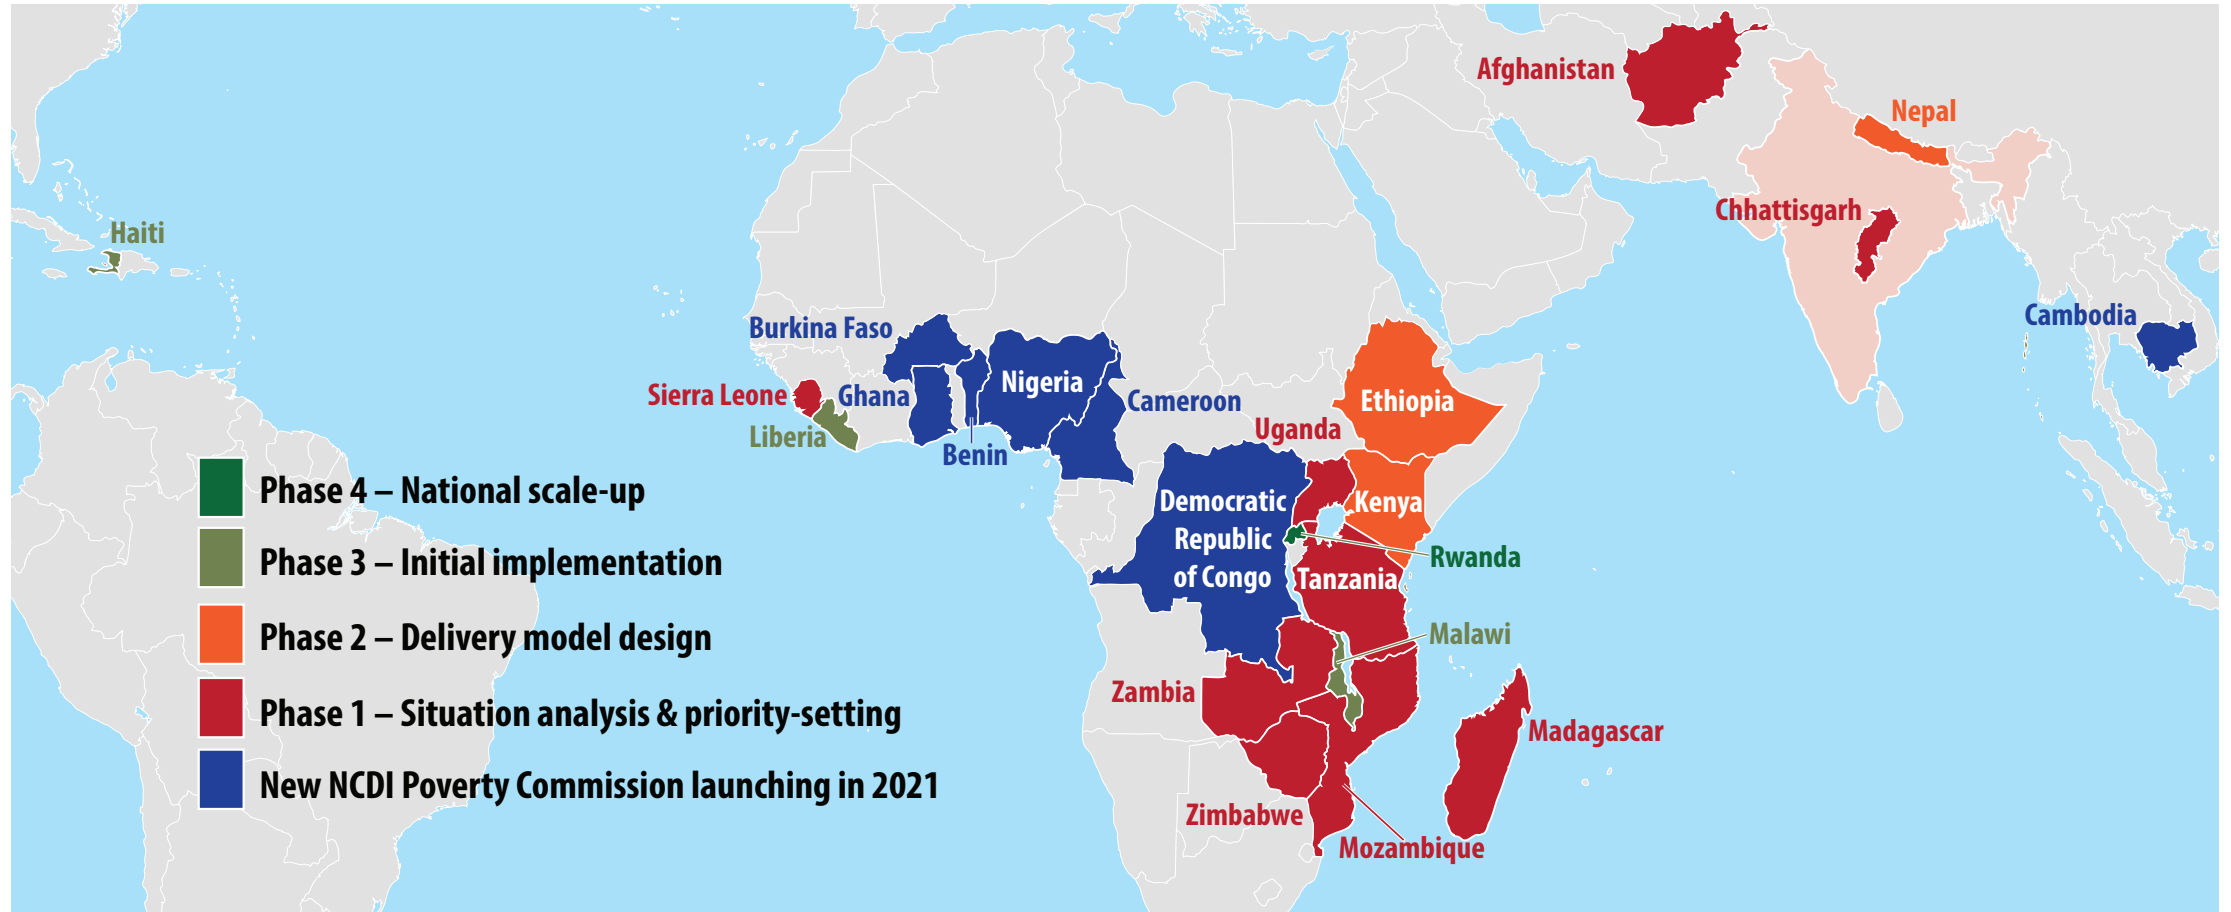 Afghanistan
Nepal
Chhattisgarh
Haiti
Cambodia
Burkina Faso
Nigeria
Sierra Leone
Ghana
Cameroon
Ethiopia
Liberia
Benin
Uganda
Democratic
Republic
of Congo
Kenya
Rwanda
Tanzania
Malawi
Zambia
Madagascar
Zimbabwe
Mozambique
Phase 4 – National scale-up
Phase 3 – Initial implementation
Phase 2 – Delivery model design
Phase 1 – Situation analysis & priority-setting
New NCDI Poverty Commission launching in 2021